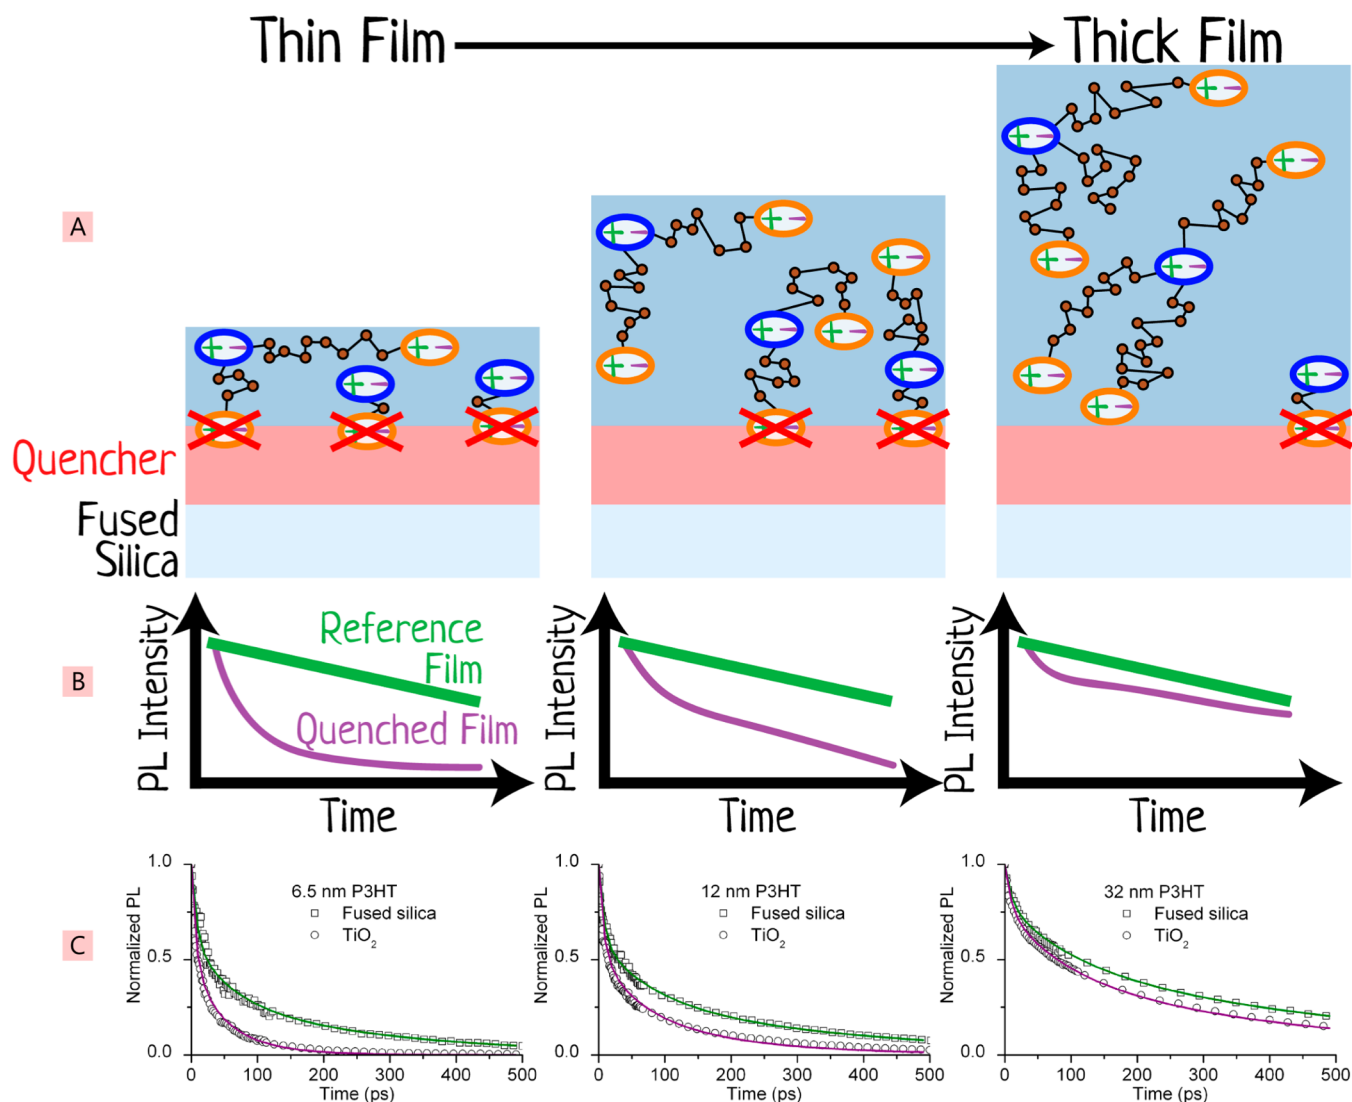 Thin Film
Thick Film
A
Quencher
Fused
Silica
B
PL Intensity
Reference
Film
Quenched Film
Time
PL Intensity
Time
PL Intensity
Time
C
Normalized PL
1.0
0.5
0.0
6.5 nm P3HT
Fused silica
TiO2
0 100 200 300 400 500
Time (ps)
Normalized PL
1.0
0.5
0.0
12 nm P3HT
Fused silica
TiO2
0 100 200 300 400 500
Time (ps)
Normalized PL
1.0
0.5
0.0
32 nm P3HT
Fused silica
TiO2
0 100 200 300 400 500
Time (ps)